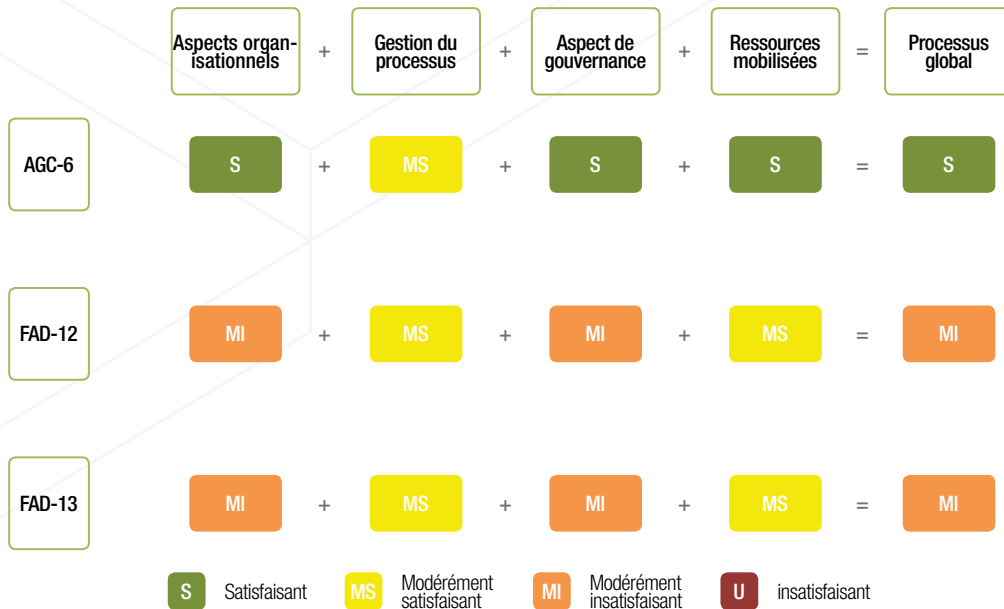 Aspects organ-
isationnels
+
Gestion du
processus
+
Aspect de
gouvernance
+
Ressources
mobilisées
=
Processus
global
AGC-6
S
+
MS
+
S
+
S
=
S
FAD-12
MI
+
MS
+
MI
+
MS
=
MI
FAD-13
MI
+
MS
+
MI
+
MS
=
MI
S
Satisfaisant
MS
Modérément
satisfaisant
MI
Modérément
insatisfaisant
U
insatisfaisant